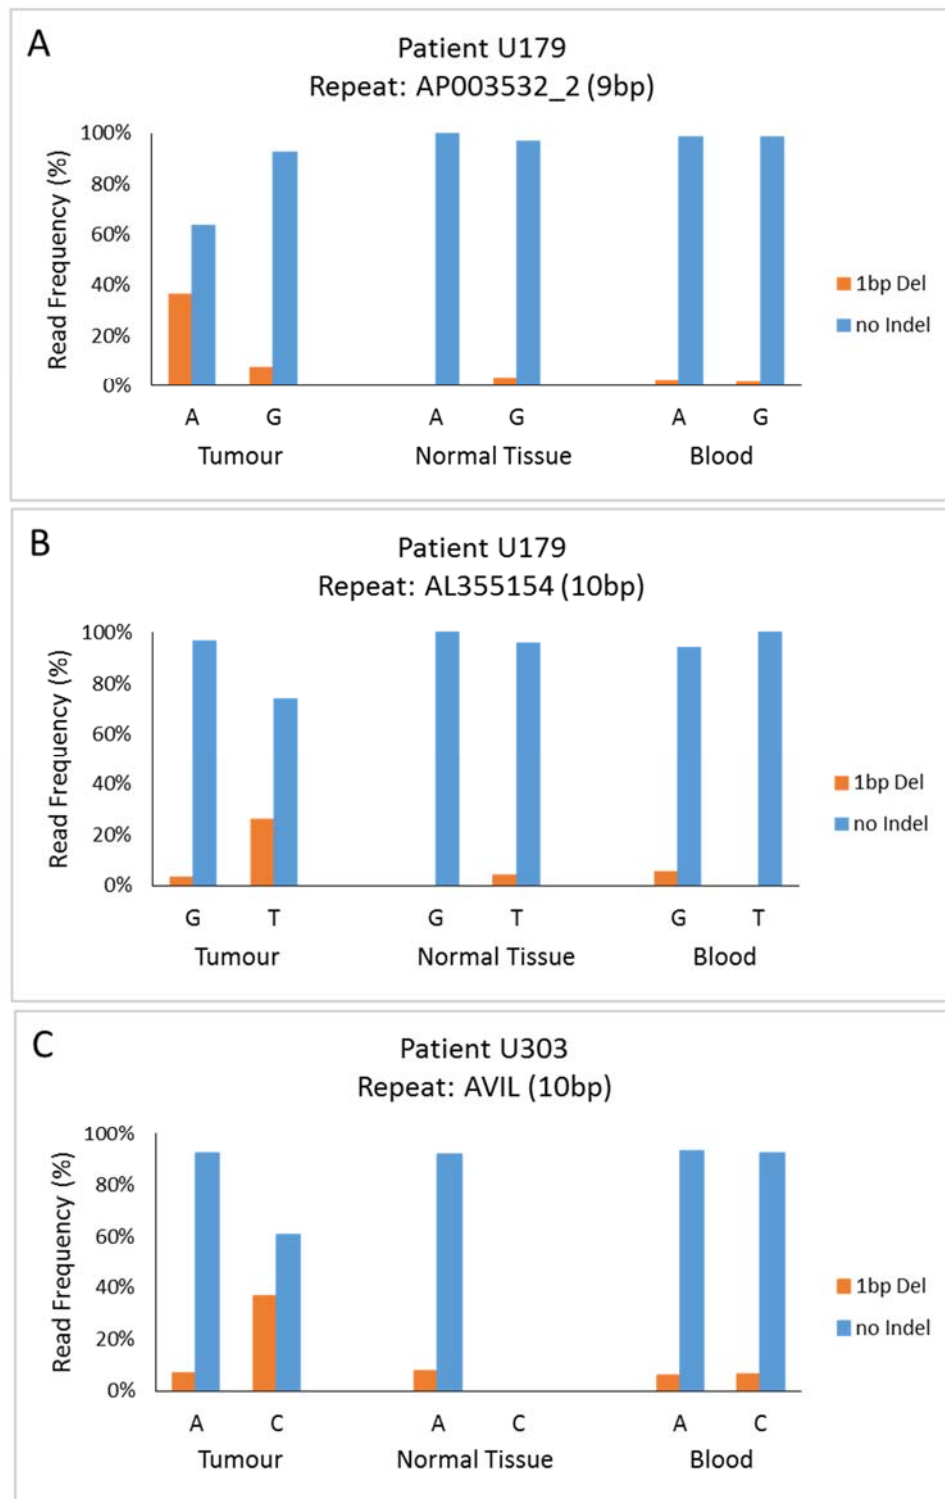 A
Patient U179
Repeat: AP003532_2 (9bp)
Read Frequency (%)
100%
80%
60%
40%
20%
0%
A G A G A G
Tumour Normal Tissue Blood
1bp Del
no Indel
B
Patient U179
Repeat: AL355154 (10bp)
Read Frequency (%)
100%
80%
60%
40%
20%
0%
G T G T G T
Tumour Normal Tissue Blood
1bp Del
no Indel
C
Patient U303
Repeat: AVIL (10bp)
Read Frequency (%)
100%
80%
60%
40%
20%
0%
A C A C A C
Tumour Normal Tissue Blood
1bp Del
no Indel